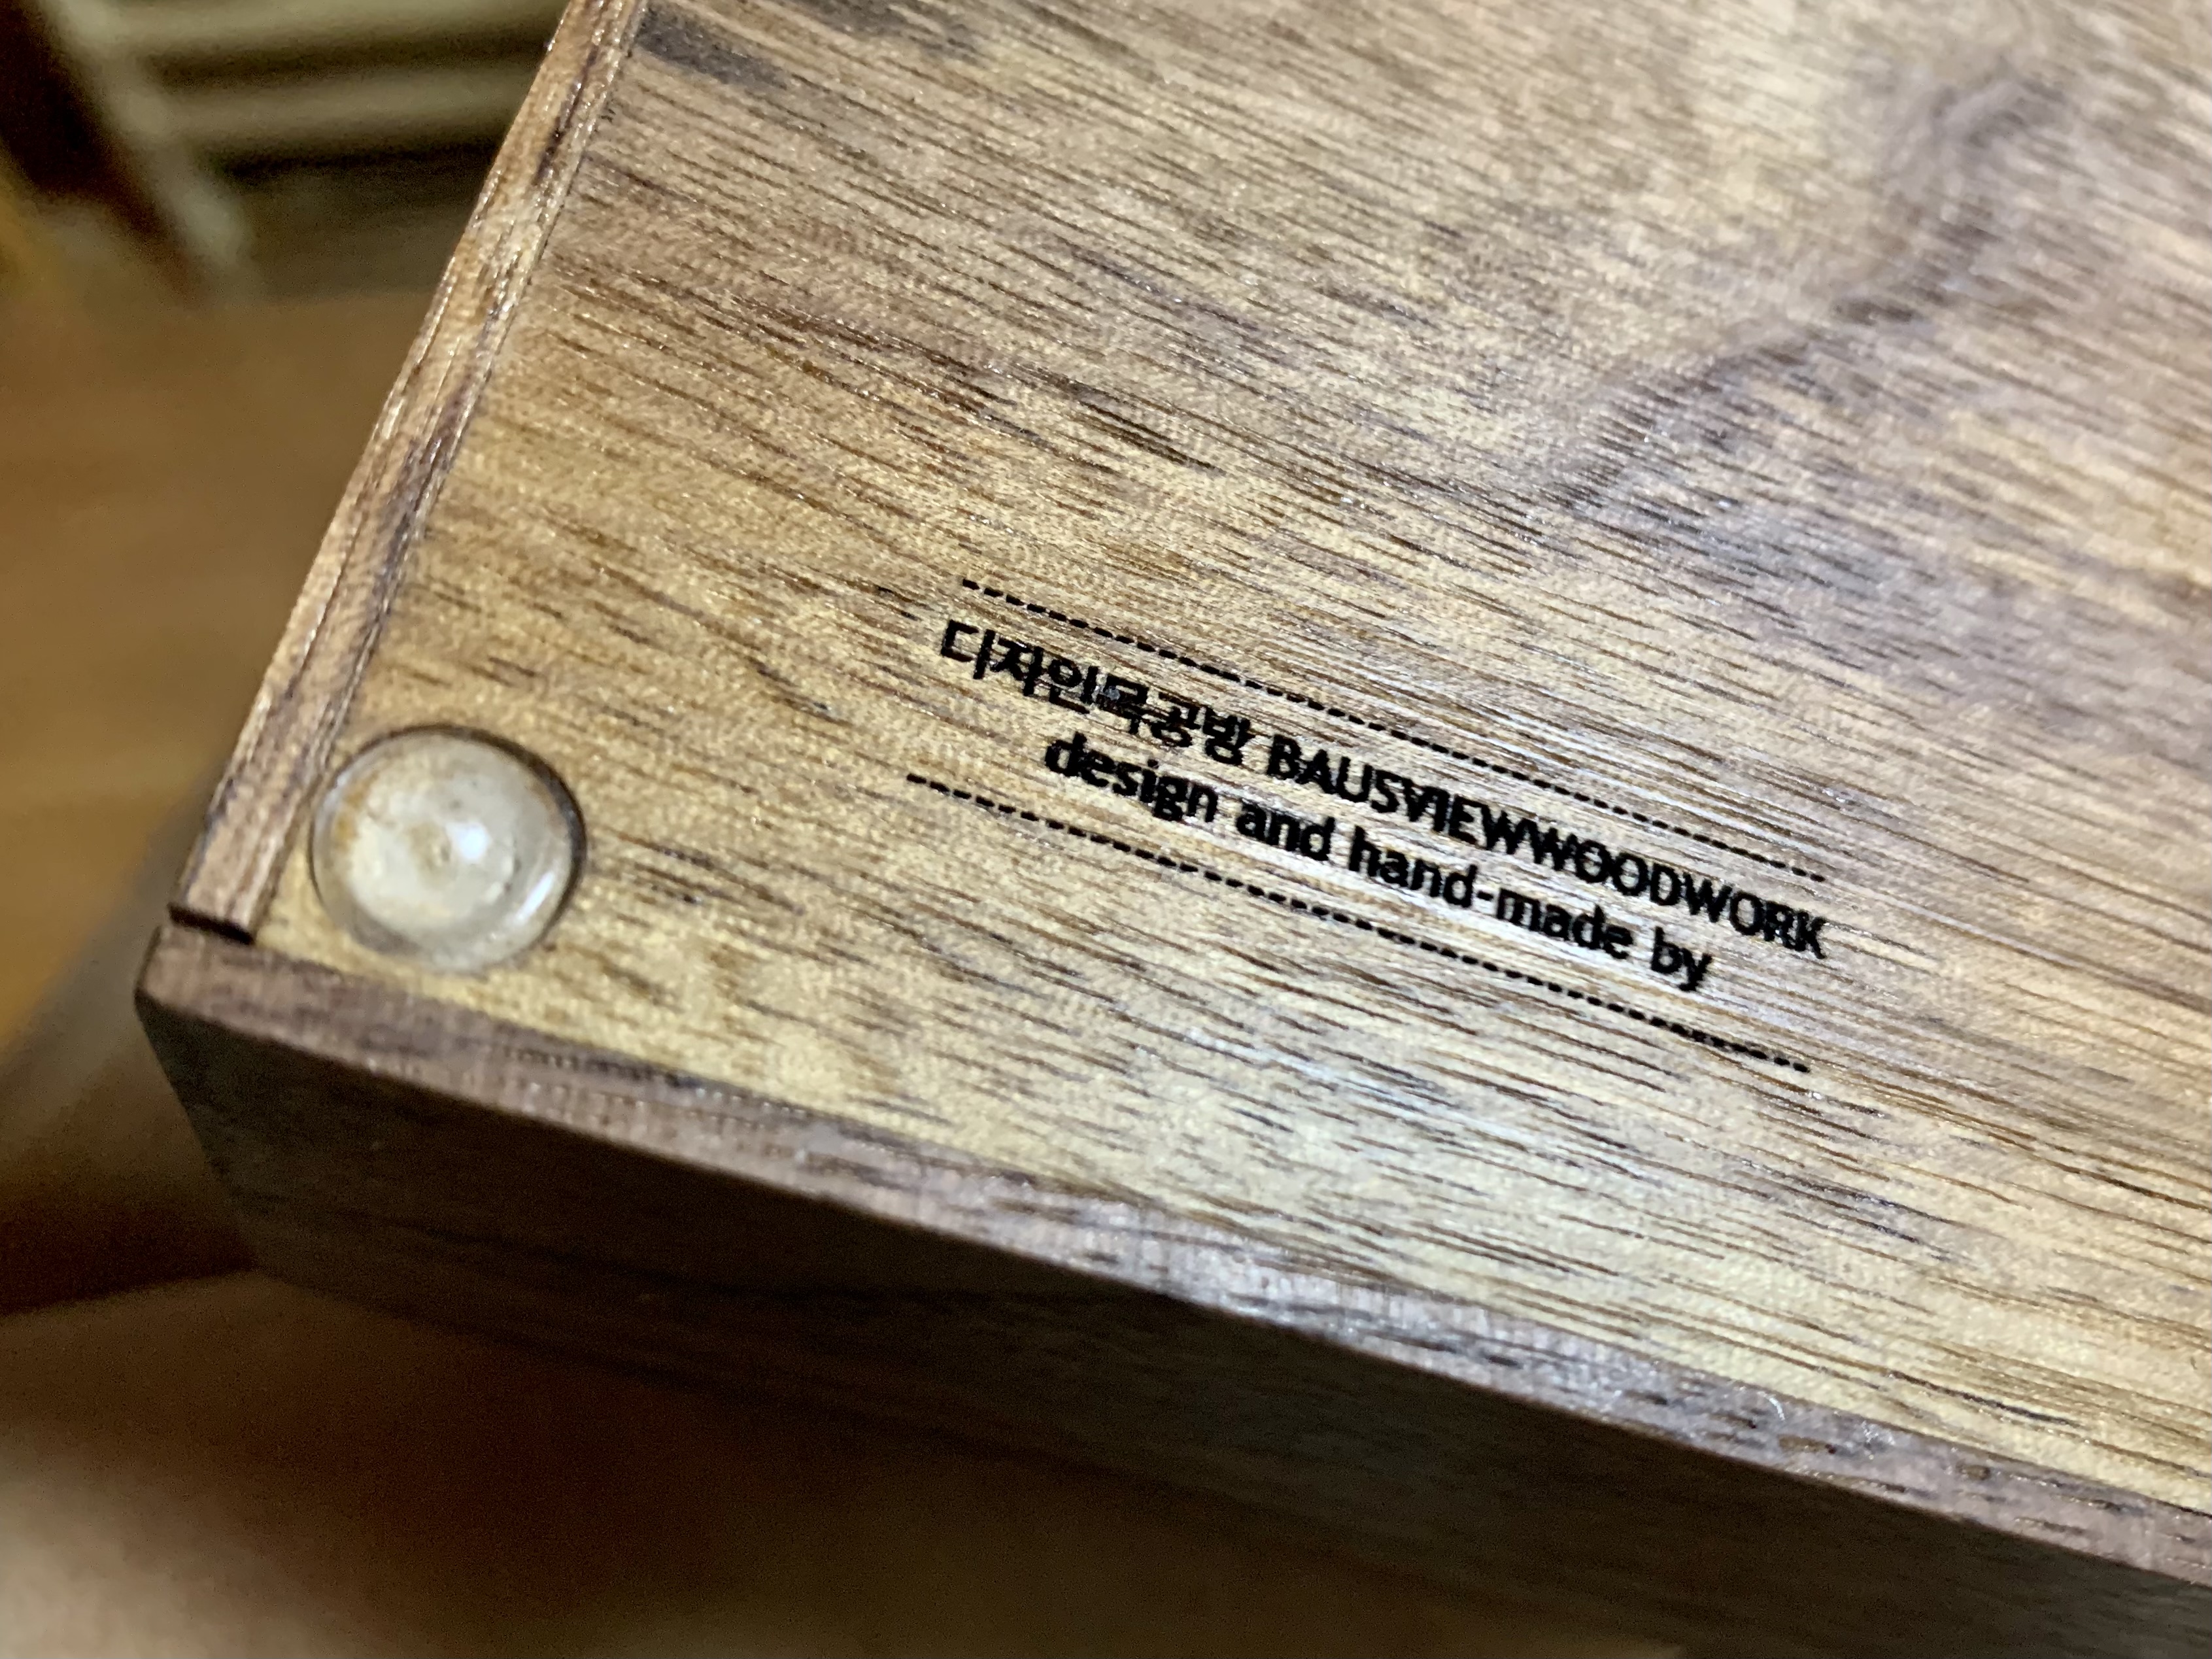 디자인목공방 BAUSVIEWWOODWORK
design and hand-made by